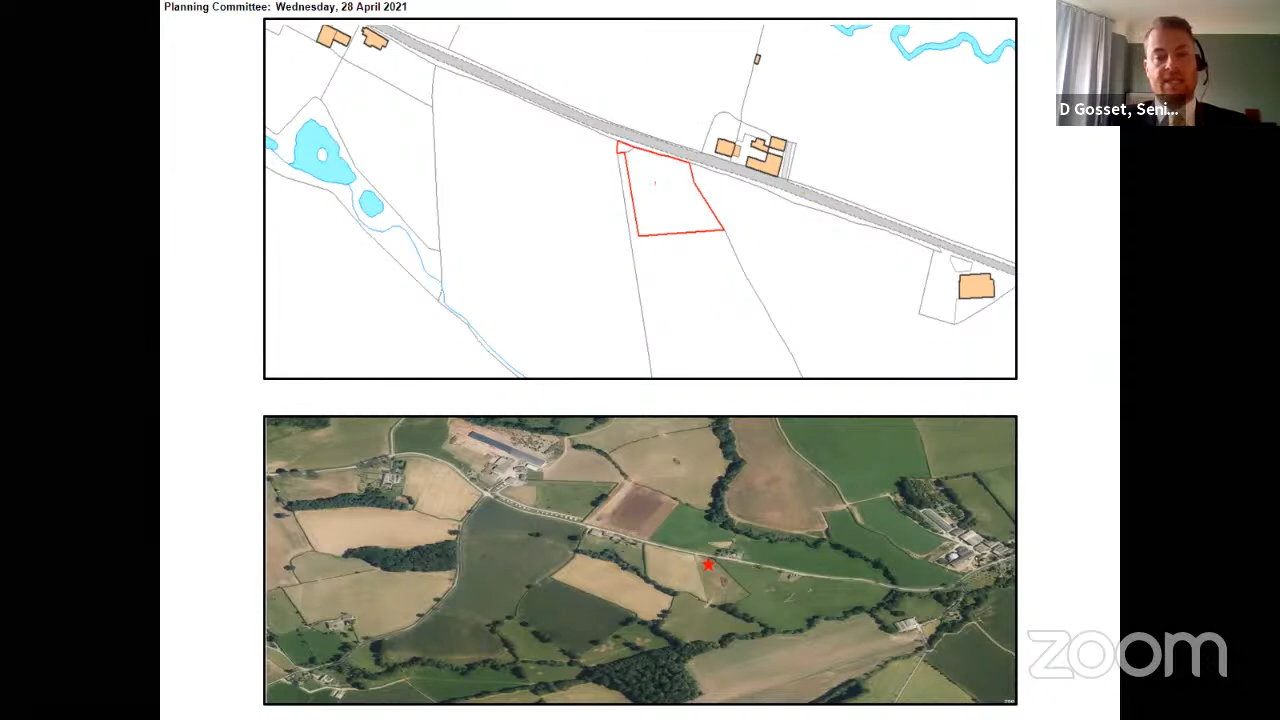 Planning Committee: Wednesday, 28 April 2021
D Gosset, Seni...
zoom